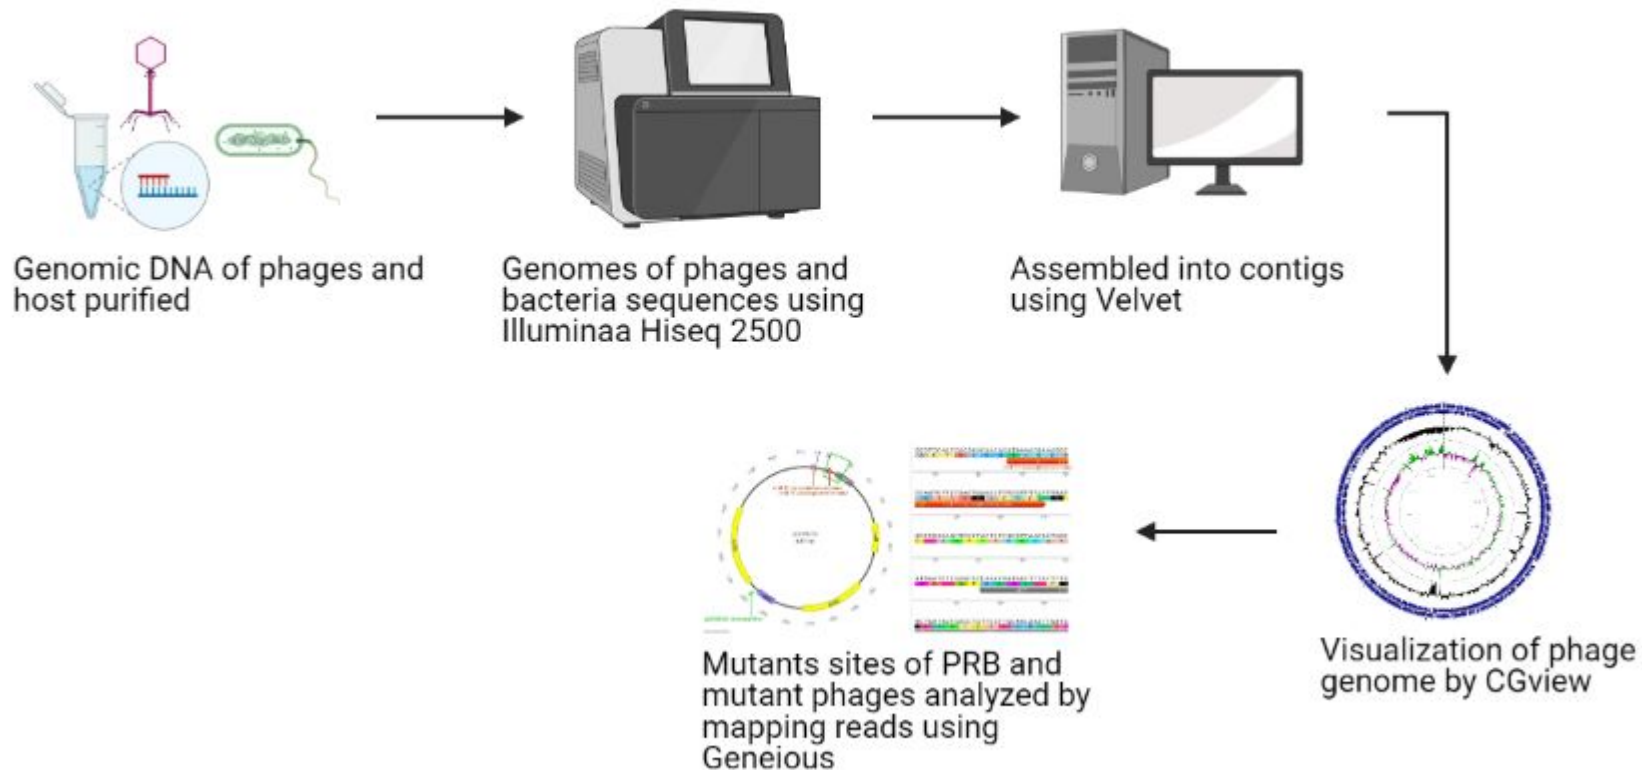 Genomic DNA of phages and
host purified
Genomes of phages and
bacteria sequences using
Illuminaa Hiseq 2500
Assembled into contigs
using Velvet
Visualization of phage
genome by CGview
Mutants sites of PRB and
mutant phages analyzed by
mapping reads using
Geneious